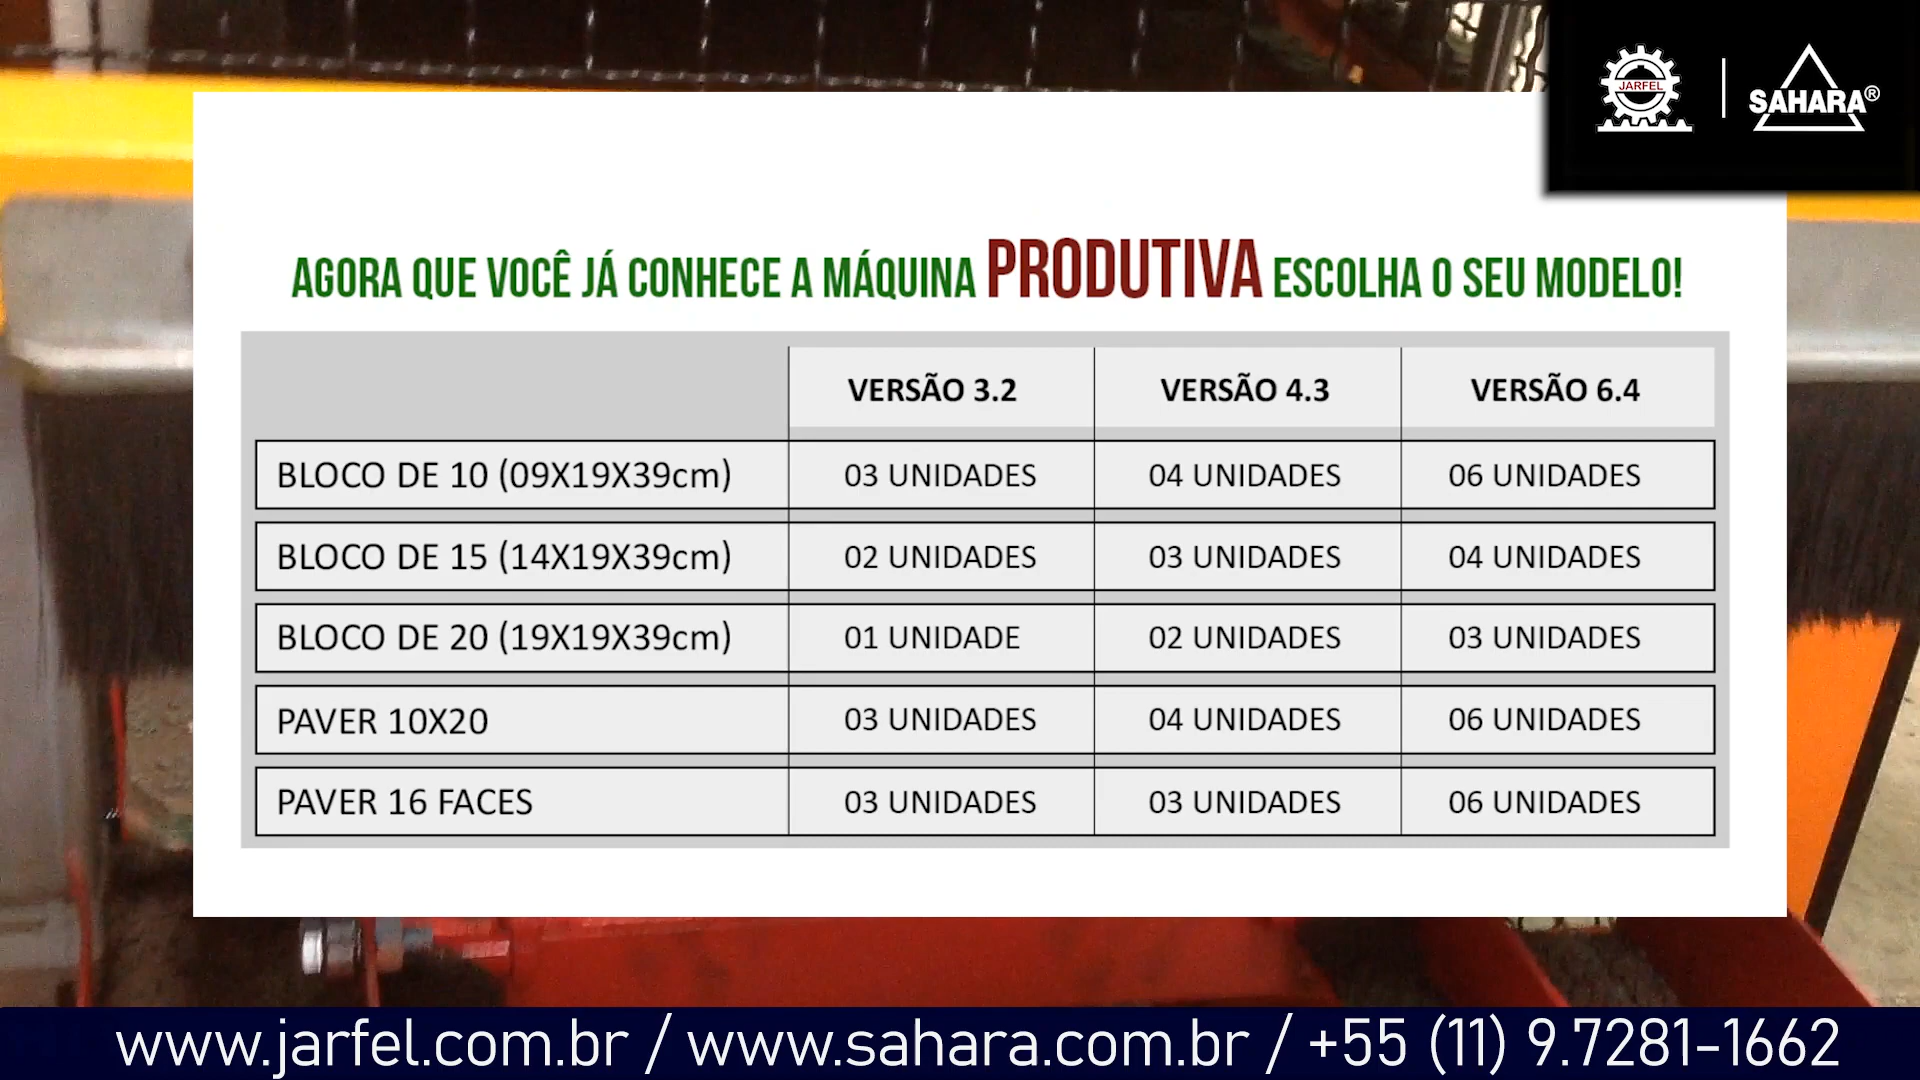 JARFEL
SAHARA®
AGORA QUE VOCÊ JÁ CONHECE A MÁQUINA PRODUTIVA ESCOLHA O SEU MODELO!
VERSÃO 3.2 VERSÃO 4.3 VERSÃO 6.4
BLOCO DE 10 (09X19X39cm) 03 UNIDADES 04 UNIDADES 06 UNIDADES
BLOCO DE 15 (14X19X39cm) 02 UNIDADES 03 UNIDADES 04 UNIDADES
BLOCO DE 20 (19X19X39cm) 01 UNIDADE 02 UNIDADES 03 UNIDADES
PAVER 10X20 03 UNIDADES 04 UNIDADES 06 UNIDADES
PAVER 16 FACES 03 UNIDADES 03 UNIDADES 06 UNIDADES
www.jarfel.com.br / www.sahara.com.br / +55 (11) 9.7281-1662